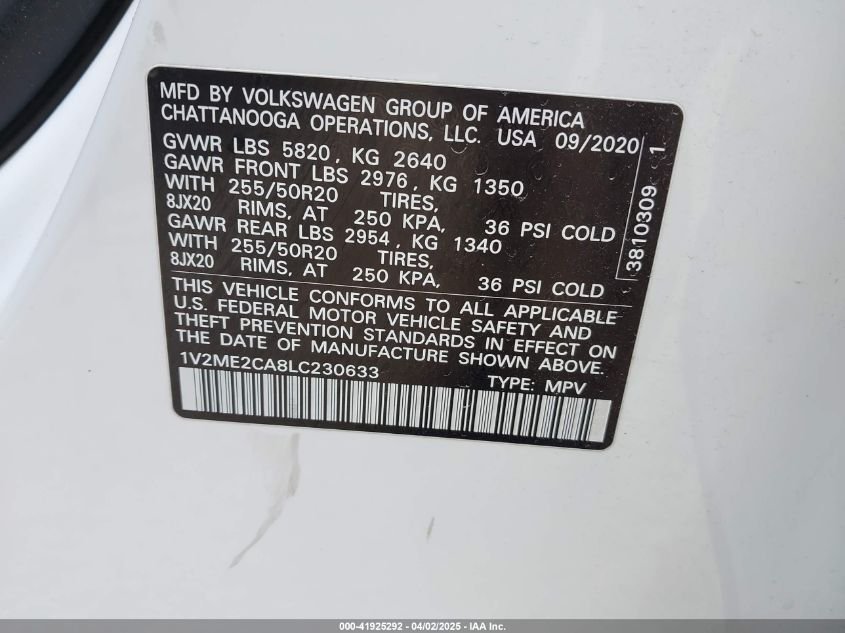 MFD BY VOLKSWAGEN GROUP OF AMERICA
CHATTANOOGA OPERATIONS, LLC. USA 09/2020
GVWR LBS 5820, KG 2640
GAWR FRONT LBS 2976, KG 1350
WITH 255/50R20 TIRES,
8JX20 RIMS, AT 250 KPA, 36 PSI COLD
GAWR REAR LBS 2954, KG 1340
WITH 255/50R20 TIRES,
8JX20 RIMS, AT 250 KPA, 36 PSI COLD
THIS VEHICLE CONFORMS TO ALL APPLICABLE
U.S. FEDERAL MOTOR VEHICLE SAFETY AND
THEFT PREVENTION STANDARDS IN EFFECT ON
THE DATE OF MANUFACTURE SHOWN ABOVE.
1V2ME2CA8LC230633 TYPE: MPV
3810309 1
000-41925292 - 04/02/2025 - IAA Inc.